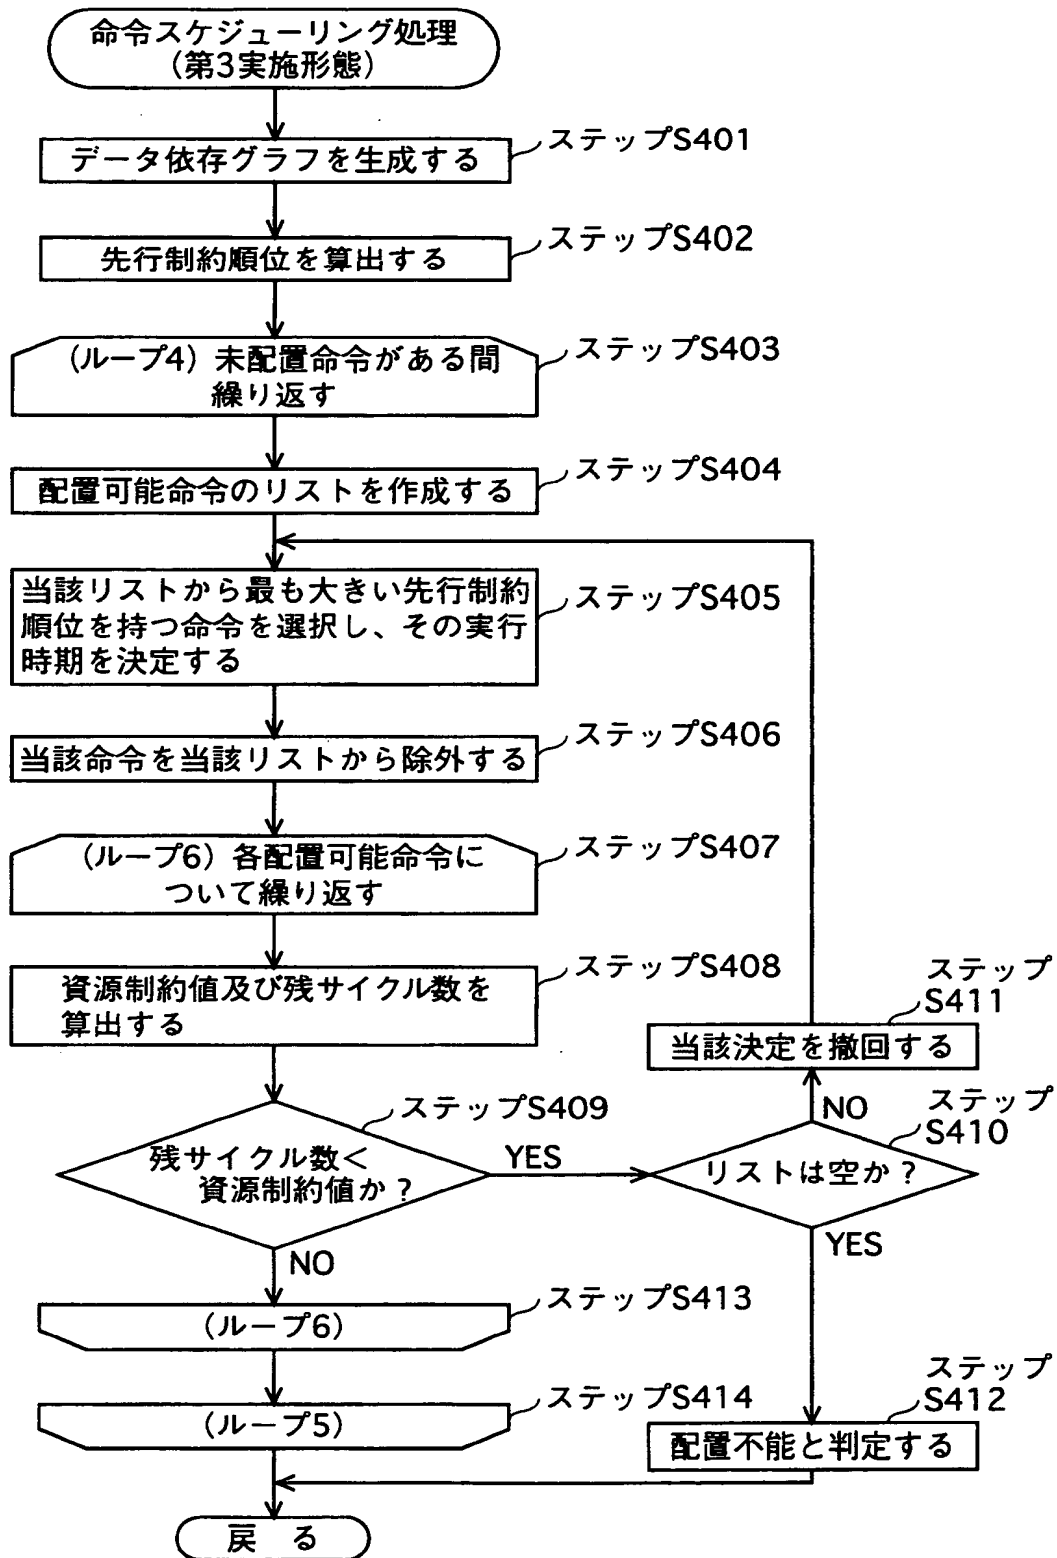 命令スケジューリング処理
(第3実施形態)
データ依存グラフを生成する
ステップS401
先行制約順位を算出する
ステップS402
(ループ4) 未配置命令がある間
繰り返す
ステップS403
配置可能命令のリストを作成する
ステップS404
当該リストから最も大きい先行制約
順位を持つ命令を選択し、その実行
時期を決定する
ステップS405
当該命令を当該リストから除外する
ステップS406
(ループ6) 各配置可能命令に
ついて繰り返す
ステップS407
資源制約値及び残サイクル数を
算出する
ステップS408
ステップ
S411
当該決定を撤回する
残サイクル数<
資源制約値か?
ステップS409
YES
NO
NO
ステップ
S410
リストは空か?
YES
(ループ6)
ステップS413
(ループ5)
ステップS414
ステップ
S412
配置不能と判定する
戻 る